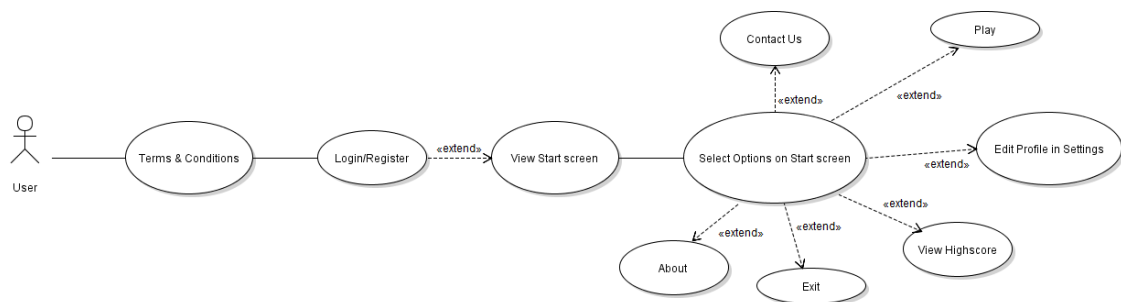 Contact Us
Play
«extend»
«extend»
User
Terms & Conditions
Login/Register
«extend»
View Start screen
Select Options on Start screen
«extend»
Edit Profile in Settings
«extend»
View Highscore
«extend»
About
«extend»
Exit